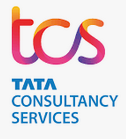 tcs
TATA
CONSULTANCY
SERVICES